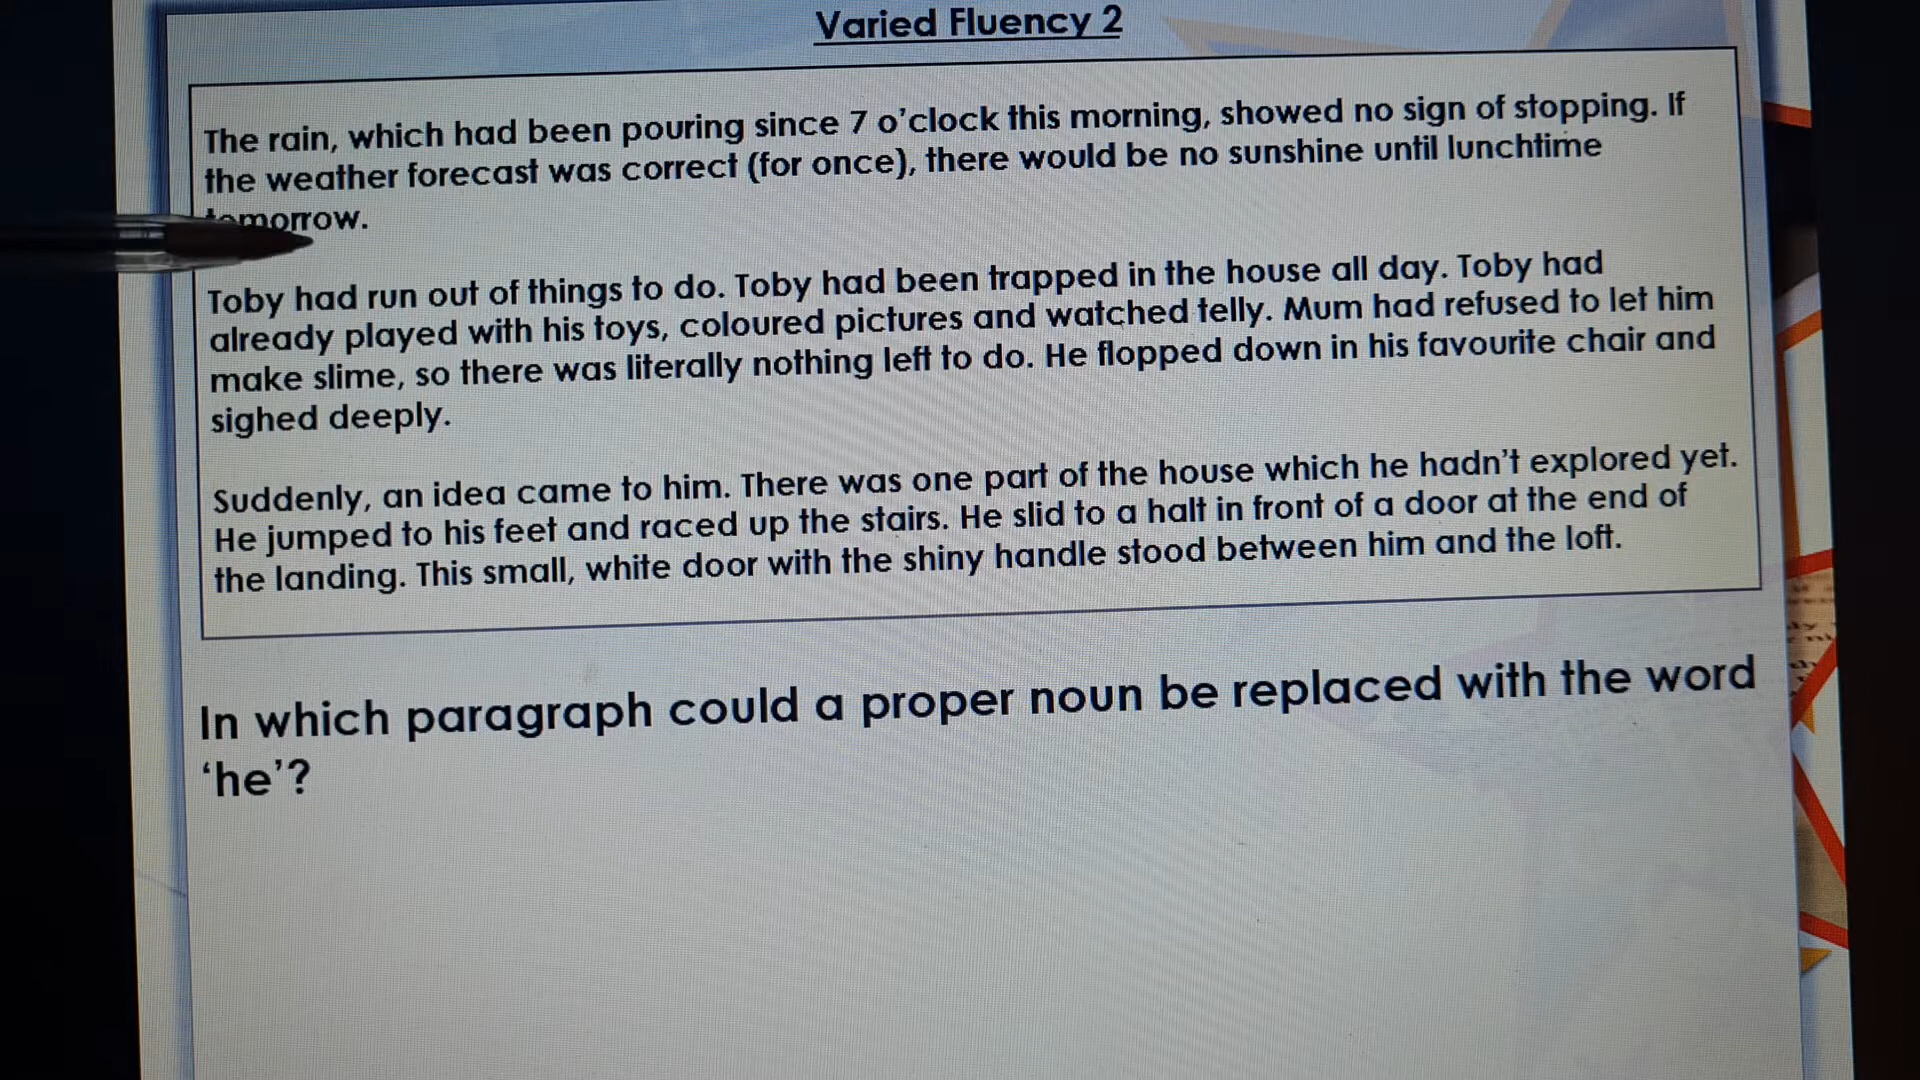 Varied Fluency 2
The rain, which had been pouring since 7 o'clock this morning, showed no sign of stopping. If
the weather forecast was correct (for once), there would be no sunshine until lunchtime
tomorrow.
Toby had run out of things to do. Toby had been trapped in the house all day. Toby had
already played with his toys, coloured pictures and watched telly. Mum had refused to let him
make slime, so there was literally nothing left to do. He flopped down in his favourite chair and
sighed deeply.
Suddenly, an idea came to him. There was one part of the house which he hadn't explored yet.
He jumped to his feet and raced up the stairs. He slid to a halt in front of a door at the end of
the landing. This small, white door with the shiny handle stood between him and the loft.
In which paragraph could a proper noun be replaced with the word
‘he’?